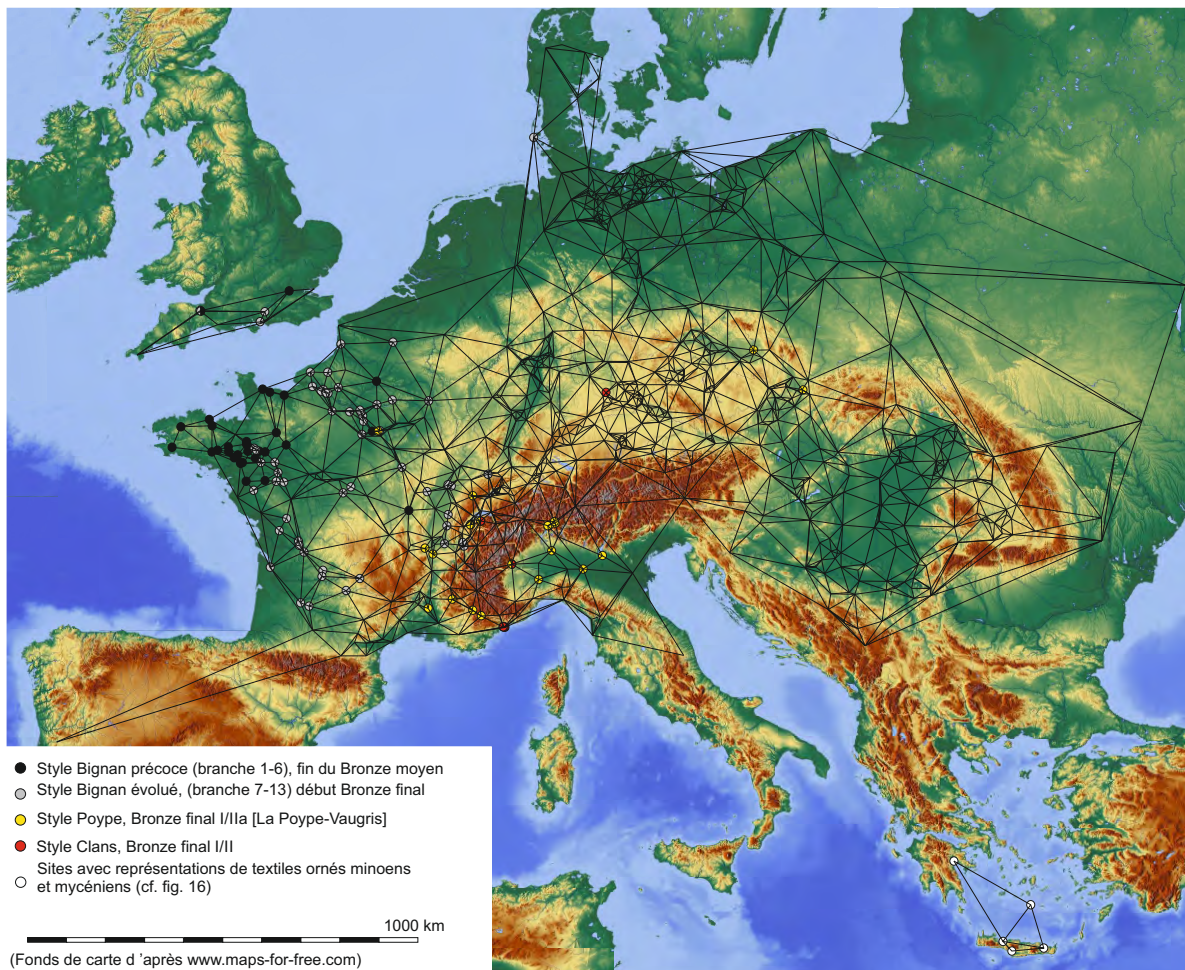 Style Bignan précoce (branche 1-6), fin du Bronze moyen
Style Bignan évolué, (branche 7-13) début Bronze final
Style Poype, Bronze final I/IIa [La Poype-Vaugris]
Style Clans, Bronze final I/II
Sites avec représentations de textiles ornés minoens
et mycéniens (cf. fig. 16)
1000 km
(Fonds de carte d 'après www.maps-for-free.com)